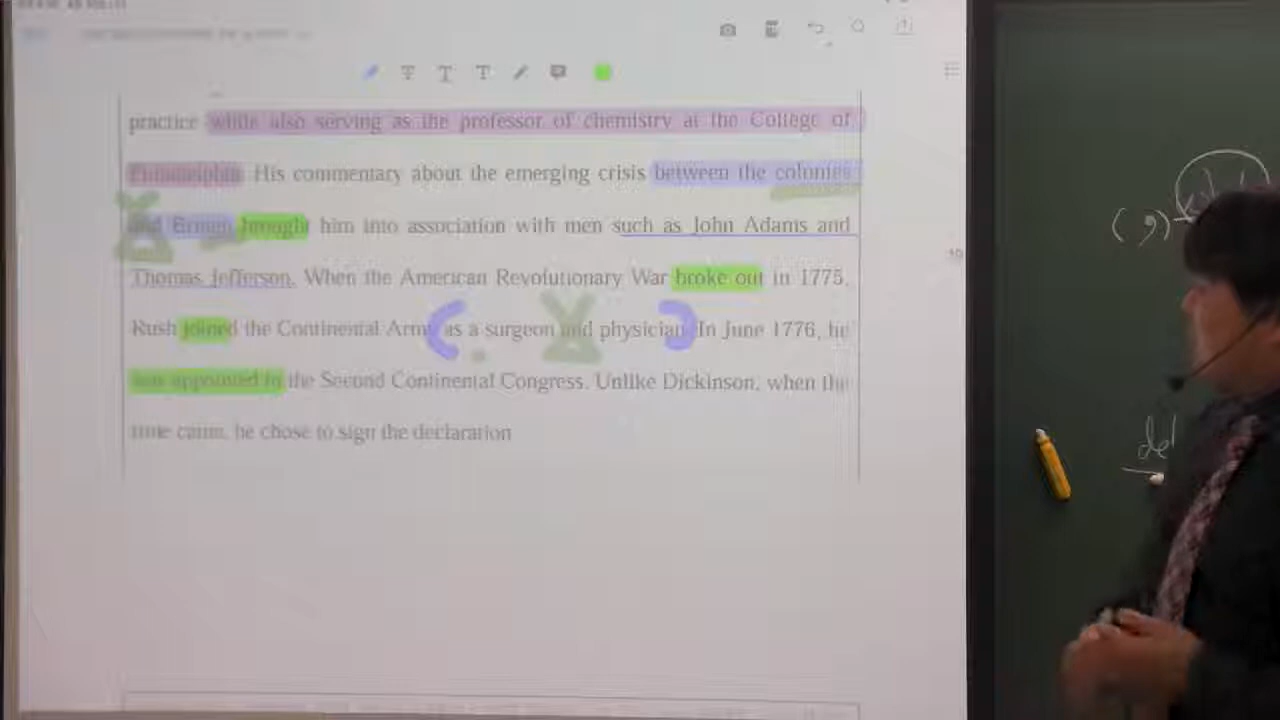 practice while also serving as the professor of chemistry at the College of
Philadelphia. His commentary about the emerging crisis between the colonies
and Britain brought him into association with men such as John Adams and
Thomas Jefferson. When the American Revolutionary War broke out in 1775,
Rush joined the Continental Army as a surgeon and physician. In June 1776, he
was appointed to the Second Continental Congress. Unlike Dickinson, when the
time came, he chose to sign the declaration
( , )
del